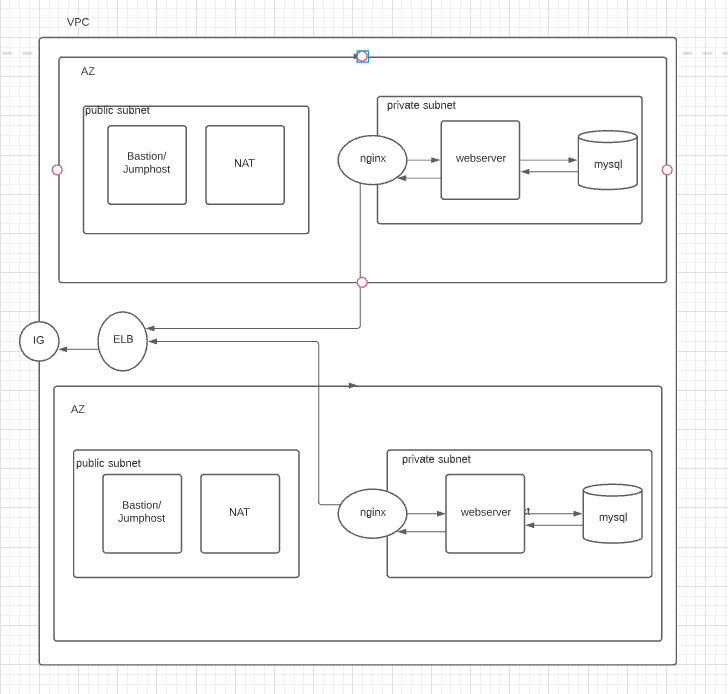 VPC
AZ
public subnet
private subnet
Bastion/
Jumphost
NAT
nginx
webserver
mysql
IG
ELB
AZ
public subnet
private subnet
Bastion/
Jumphost
NAT
nginx
webserver
mysql